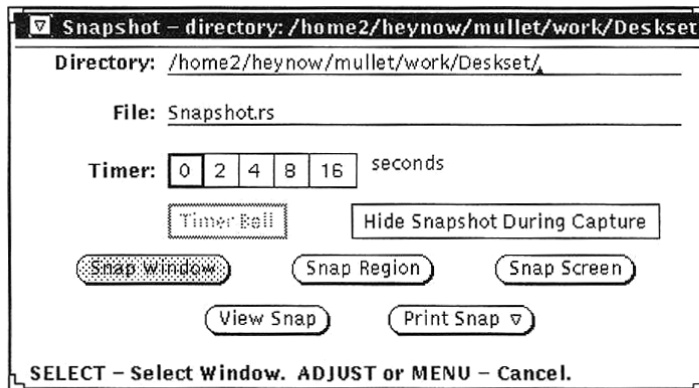 Snapshot – directory: /home2/heynow/mullet/work/Deskset
Directory: /home2/heynow/mullet/work/Deskset/
File: Snapshot.rs
Timer: 0 2 4 8 16 seconds
Timer Bell Hide Snapshot During Capture
Snap Window Snap Region Snap Screen
View Snap Print Snap
SELECT – Select Window. ADJUST or MENU – Cancel.